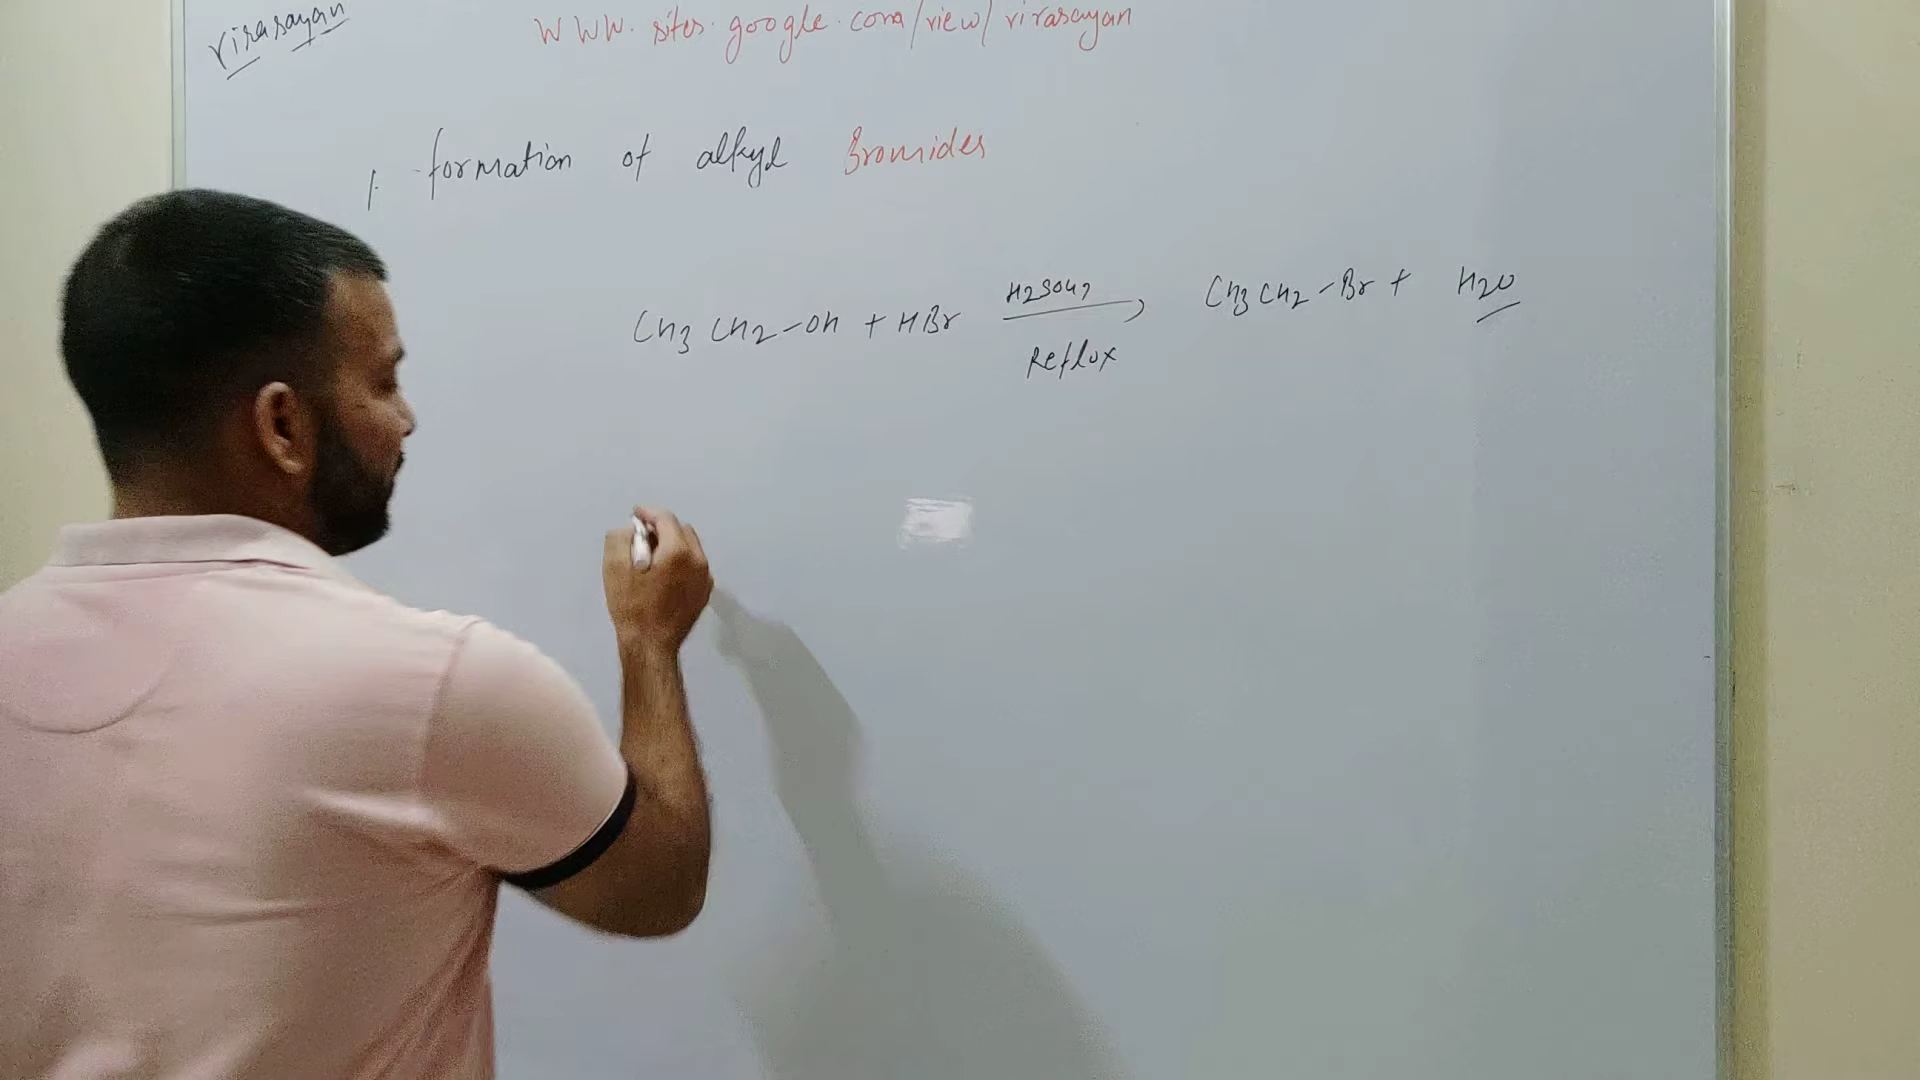 virasayan
WWW.sites.google.com/view/virasayan
1. formation of alkyl Bromides
CH3 CH2-OH + HBr H2SO4, CH3 CH2-Br + H2O
Reflux